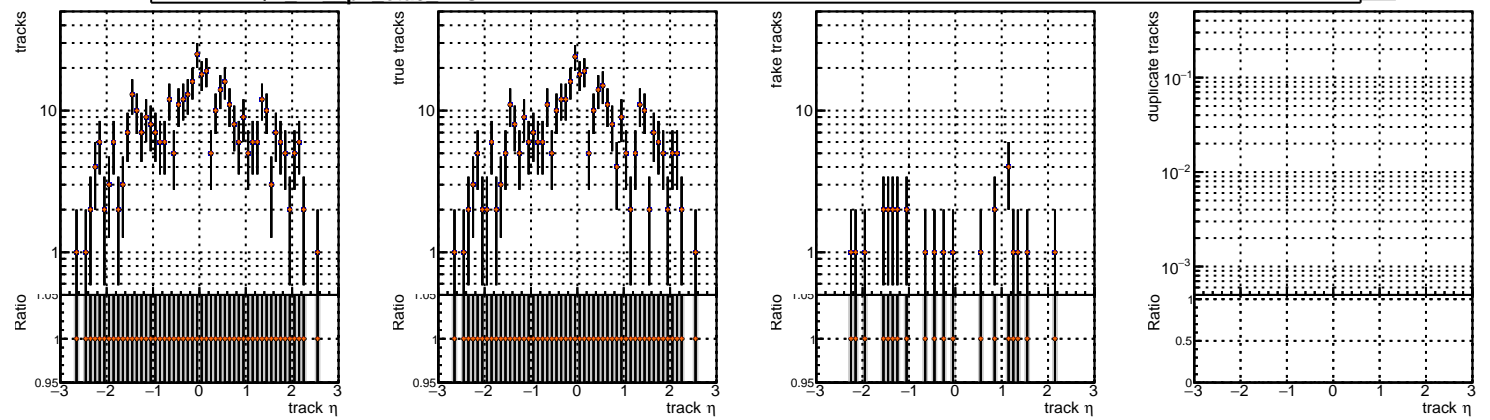 tracks
10
1
Ratio
1.05
1
0.95
−3 −2 −1 0 1 2 3
track η
true tracks
10
1
Ratio
1.05
1
0.95
−3 −2 −1 0 1 2 3
track η
fake tracks
10
1
Ratio
1.05
1
0.95
−3 −2 −1 0 1 2 3
track η
duplicate tracks
10−1
10−2
10−3
Ratio
1
0.5
0
−3 −2 −1 0 1 2 3
track η